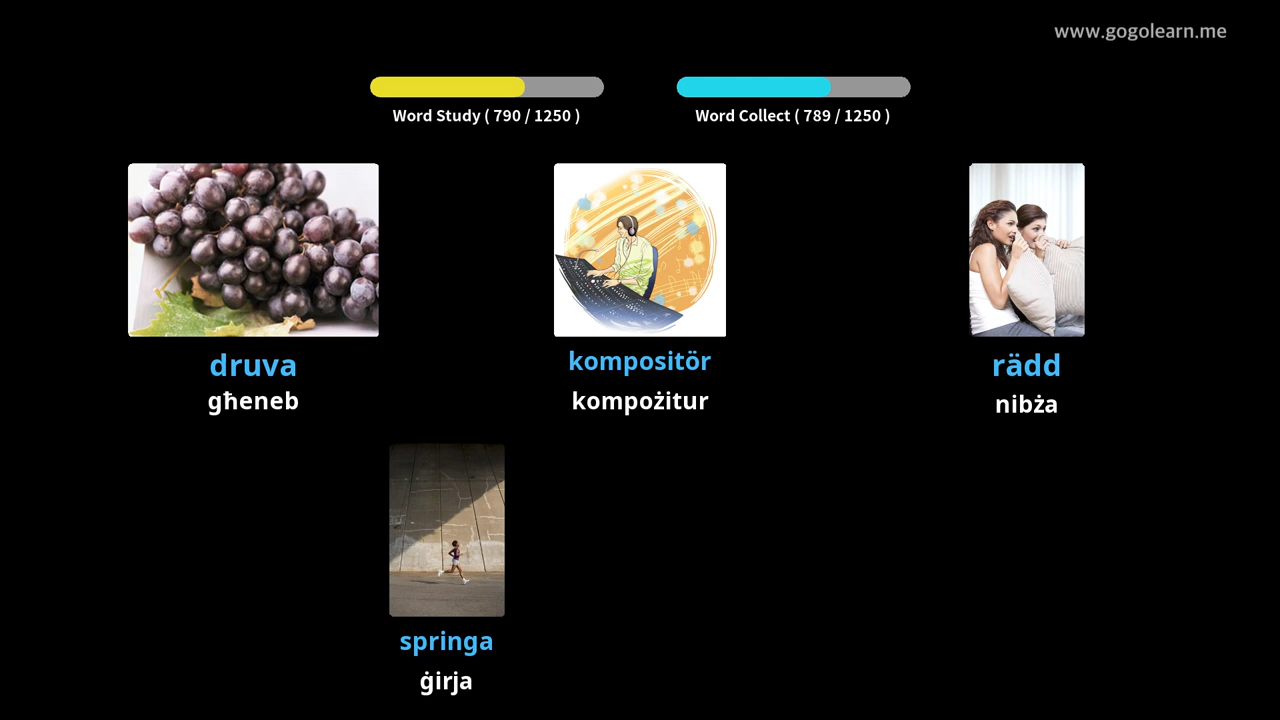 www.gogolearn.me
Word Study ( 790 / 1250 )
Word Collect ( 789 / 1250 )
druva
għeneb
kompositör
kompożitur
rädd
nibża
springa
ġirja